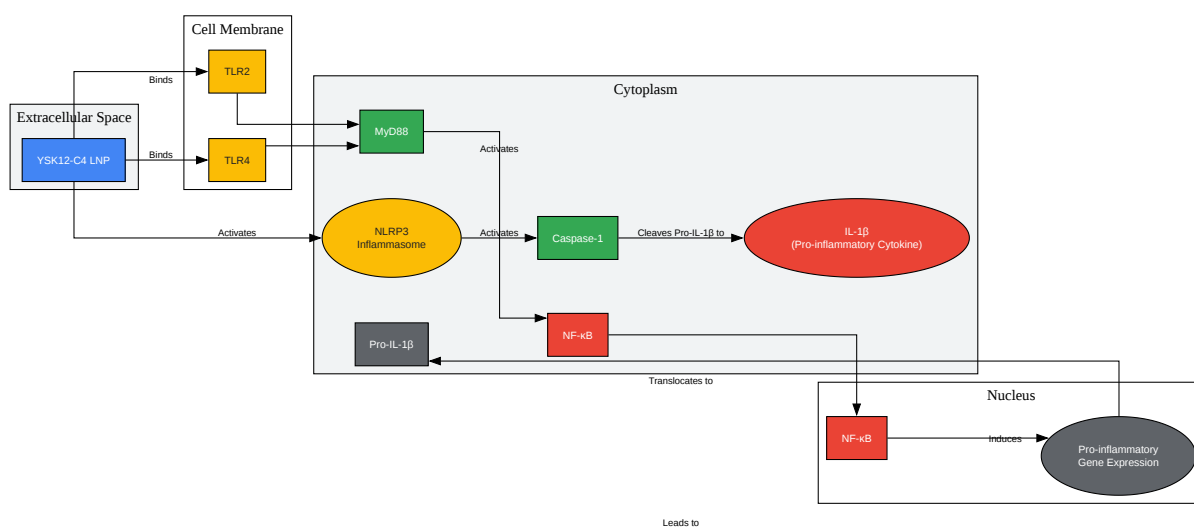 Cell Membrane
TLR2
Binds
Extracellular Space
YSK12-C4 LNP
Binds
TLR4
Cytoplasm
MyD88
Activates
Activates
NLRP3
Inflammasome
Activates
Caspase-1
Cleaves Pro-IL-1β to
IL-1β
(Pro-inflammatory Cytokine)
Pro-IL-1β
NF-κB
Translocates to
Nucleus
NF-κB
Induces
Pro-inflammatory
Gene Expression
Leads to